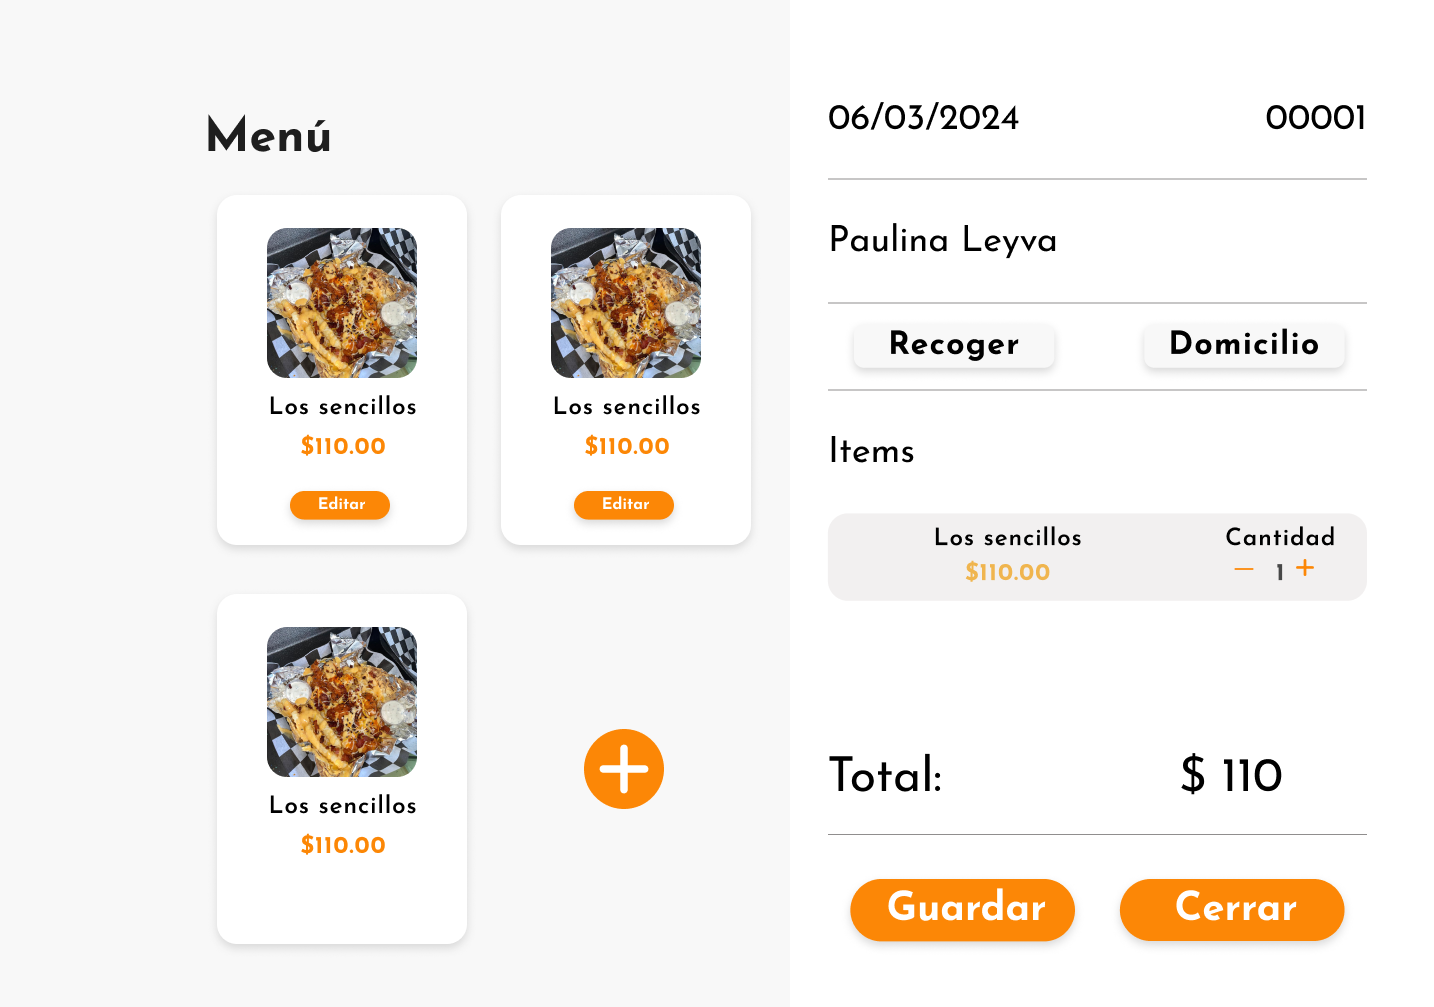 Menú
Los sencillos
$110.00
Editar
Los sencillos
$110.00
Editar
Los sencillos
$110.00
06/03/2024 00001
Paulina Leyva
Recoger Domicilio
Items
Los sencillos Cantidad
$110.00 — 1 +
Total: $ 110
Guardar Cerrar